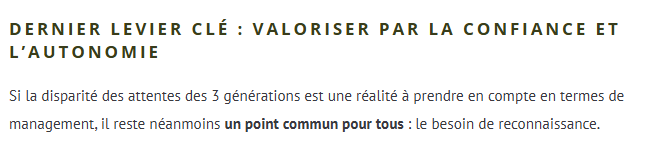 DERNIER LEVIER CLÉ : VALORISER PAR LA CONFIANCE ET
L’AUTONOMIE
Si la disparité des attentes des 3 générations est une réalité à prendre en compte en termes de
management, il reste néanmoins un point commun pour tous : le besoin de reconnaissance.